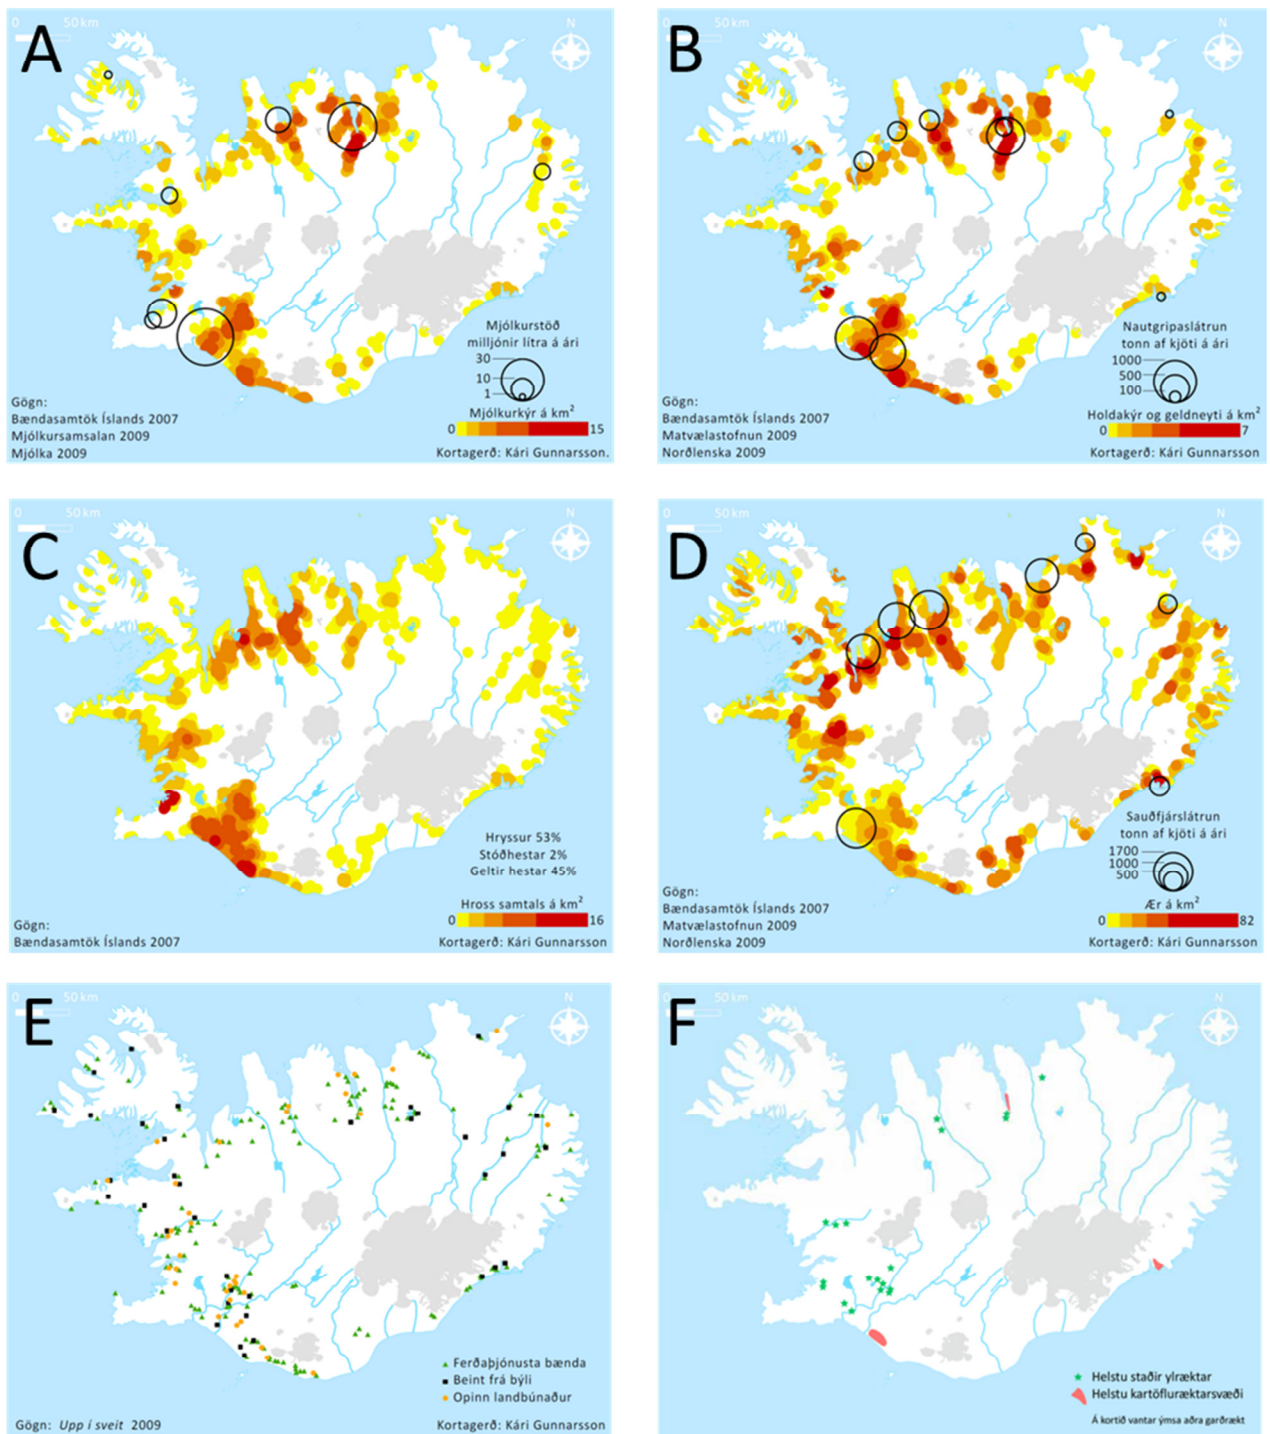 0 50 km
N
A
Mjólkurstöð
milljónir lítra á ári
30
10
1
Gögn:
Bændasamtök Íslands 2007
Mjólkursamsalan 2009
Mjólka 2009
Mjólkurkýr á km²
0 15
Kortagerð: Kári Gunnarsson.
0 50 km
N
B
Nautgripaslátrun
tonn af kjöti á ári
1000
500
100
Gögn:
Bændasamtök Íslands 2007
Matvælastofnun 2009
Norðlenska 2009
Holdakýr og geldneyti á km²
0 7
Kortagerð: Kári Gunnarsson
0 50 km
N
C
Hryssur 53%
Stóðhestar 2%
Geltir hestar 45%
Hross samtals á km²
0 16
Gögn:
Bændasamtök Íslands 2007
Kortagerð: Kári Gunnarsson
0 50 km
N
D
Sauðfjárslátrun
tonn af kjöti á ári
1700
1000
500
Gögn:
Bændasamtök Íslands 2007
Matvælastofnun 2009
Norðlenska 2009
Ær á km²
0 82
Kortagerð: Kári Gunnarsson
0 50 km
N
E
Ferðaþjónusta bænda
Beint frá býli
Opinn landbúnaður
Gögn: Upp í sveit 2009
Kortagerð: Kári Gunnarsson
0 50 km
N
F
Helstu staðir ylræktar
Helstu kartöfluræktarsvæði
Á kortið vantar ýmsa aðra garðrækt